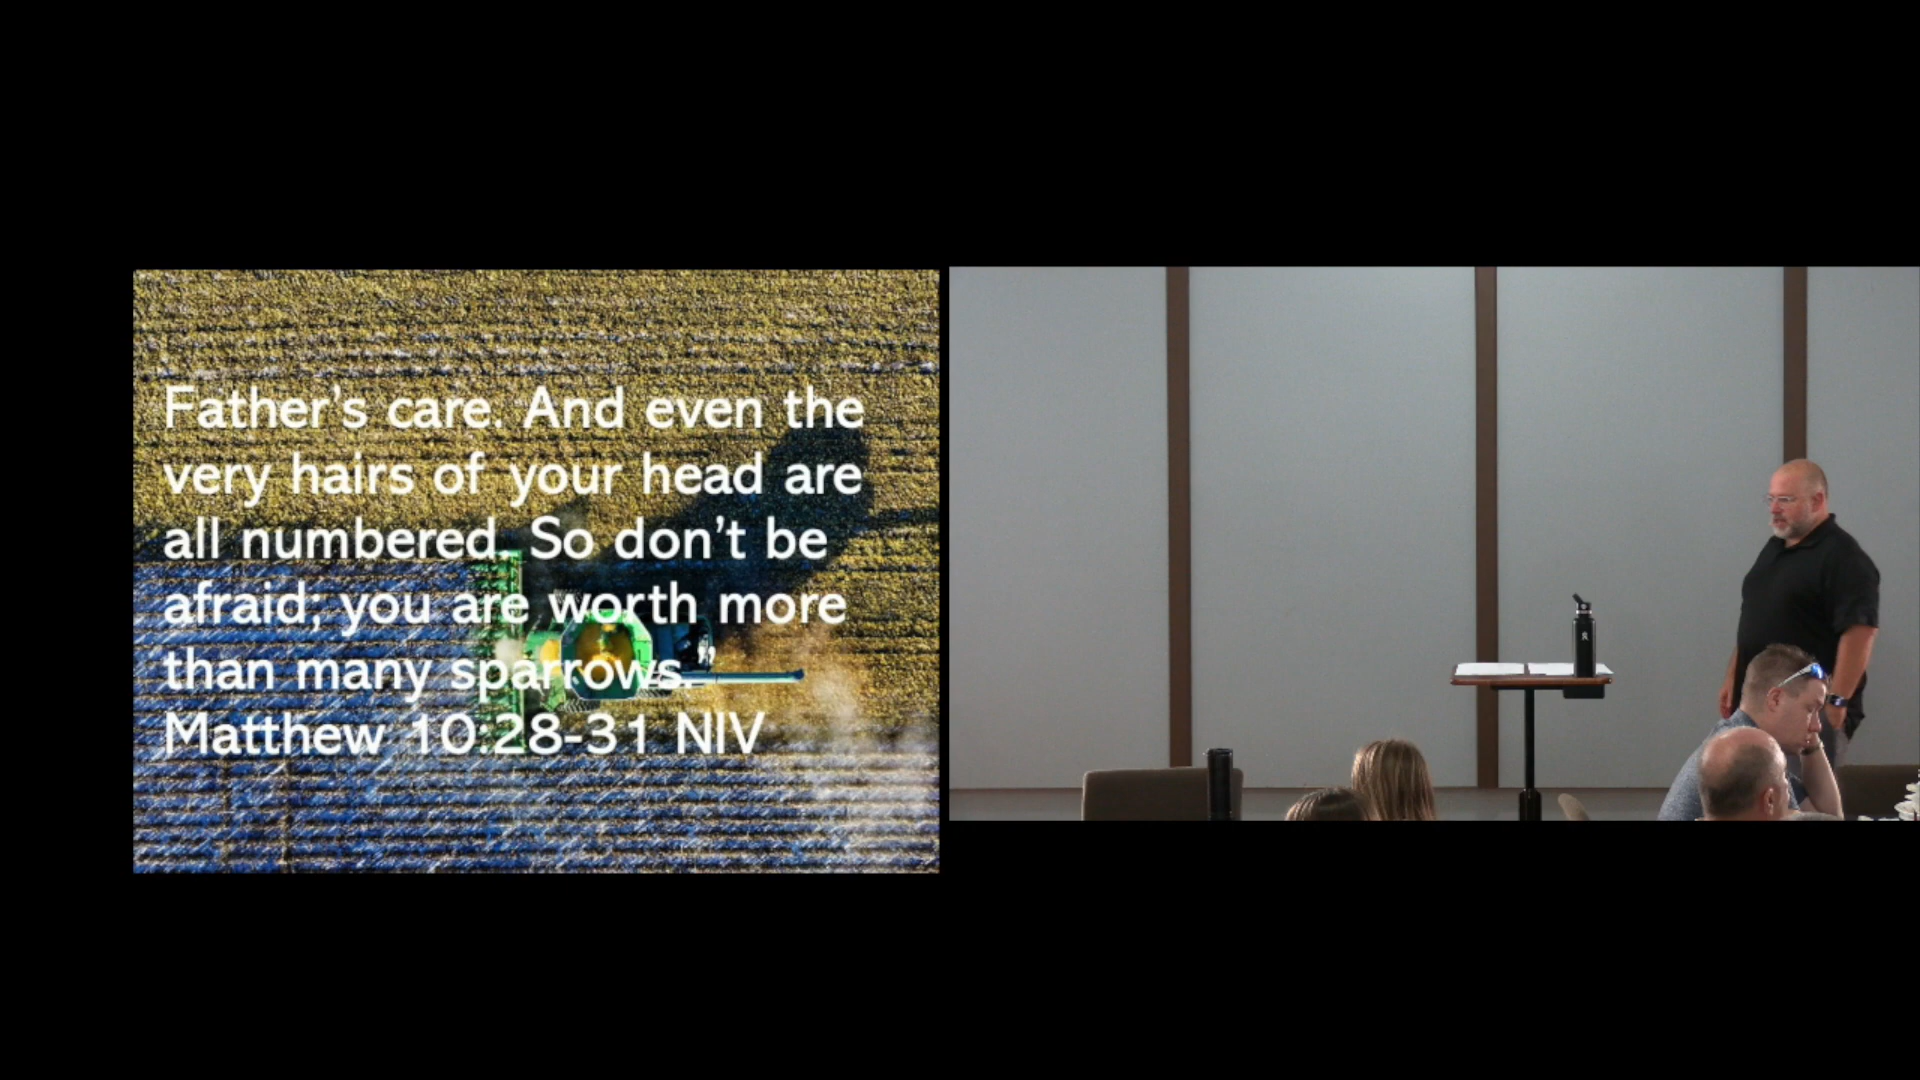 Father's care. And even the
very hairs of your head are
all numbered. So don't be
afraid; you are worth more
than many sparrows.”
Matthew 10:28-31 NIV